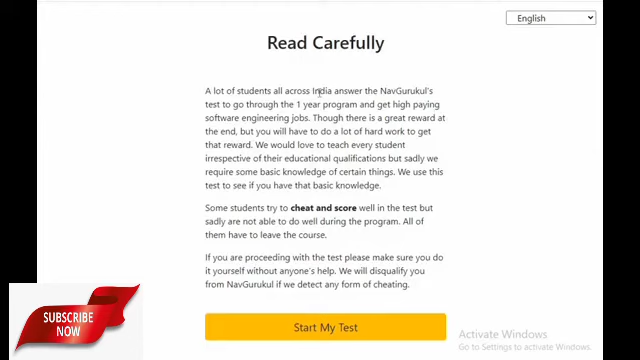 English
Read Carefully
A lot of students all across India answer the NavGurukul's
test to go through the 1 year program and get high paying
software engineering jobs. Though there is a great reward at
the end, but you will have to do a lot of hard work to get
that reward. We would love to teach every student
irrespective of their educational qualifications but sadly we
require some basic knowledge of certain things. We use this
test to see if you have that basic knowledge.
Some students try to cheat and score well in the test but
sadly are not able to do well during the program. All of
them have to leave the course.
If you are proceeding with the test please make sure you do
it yourself without anyone's help. We will disqualify you
from NavGurukul if we detect any form of cheating.
Start My Test
SUBSCRIBE
NOW
Activate Windows
Go to Settings to activate Windows.